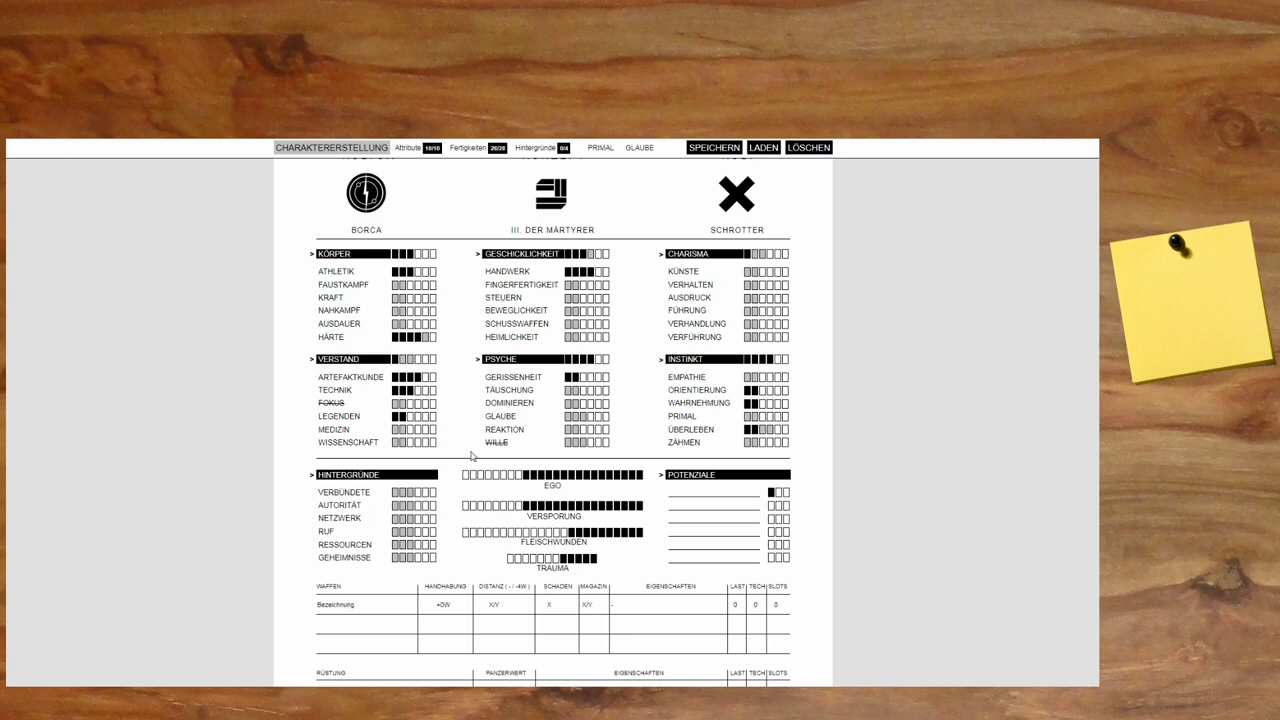 CHARAKTERERSTELLUNG Attribute 10/10 Fertigkeiten 28/28 Hintergründe 0/4 PRIMAL GLAUBE SPEICHERN LADEN LÖSCHEN
BORCA III. DER MÄRTYRER SCHROTTER
> KÖRPER > GESCHICKLICHKEIT > CHARISMA
ATHLETIK HANDWERK KÜNSTE
FAUSTKAMPF FINGERFERTIGKEIT VERHALTEN
KRAFT STEUERN AUSDRUCK
NAHKAMPF BEWEGLICHKEIT FÜHRUNG
AUSDAUER SCHUSSWAFFEN VERHANDLUNG
HÄRTE HEIMLICHKEIT VERFÜHRUNG
> VERSTAND > PSYCHE > INSTINKT
ARTEFAKTKUNDE GERISSENHEIT EMPATHIE
TECHNIK TÄUSCHUNG ORIENTIERUNG
FOKUS DOMINIEREN WAHRNEHMUNG
LEGENDEN GLAUBE PRIMAL
MEDIZIN REAKTION ÜBERLEBEN
WISSENSCHAFT WILLE ZÄHMEN
> HINTERGRÜNDE > POTENZIALE
EGO
VERBÜNDETE
AUTORITÄT
VERSPORUNG
NETZWERK
RUF
FLEISCHWUNDEN
RESSOURCEN
GEHEIMNISSE
TRAUMA
WAFFEN HANDHABUNG DISTANZ ( - / -4W ) SCHADEN MAGAZIN EIGENSCHAFTEN LAST TECH SLOTS
Bezeichnung +0W X/Y X X/Y - 0 0 0
RÜSTUNG PANZERWERT EIGENSCHAFTEN LAST TECH SLOTS